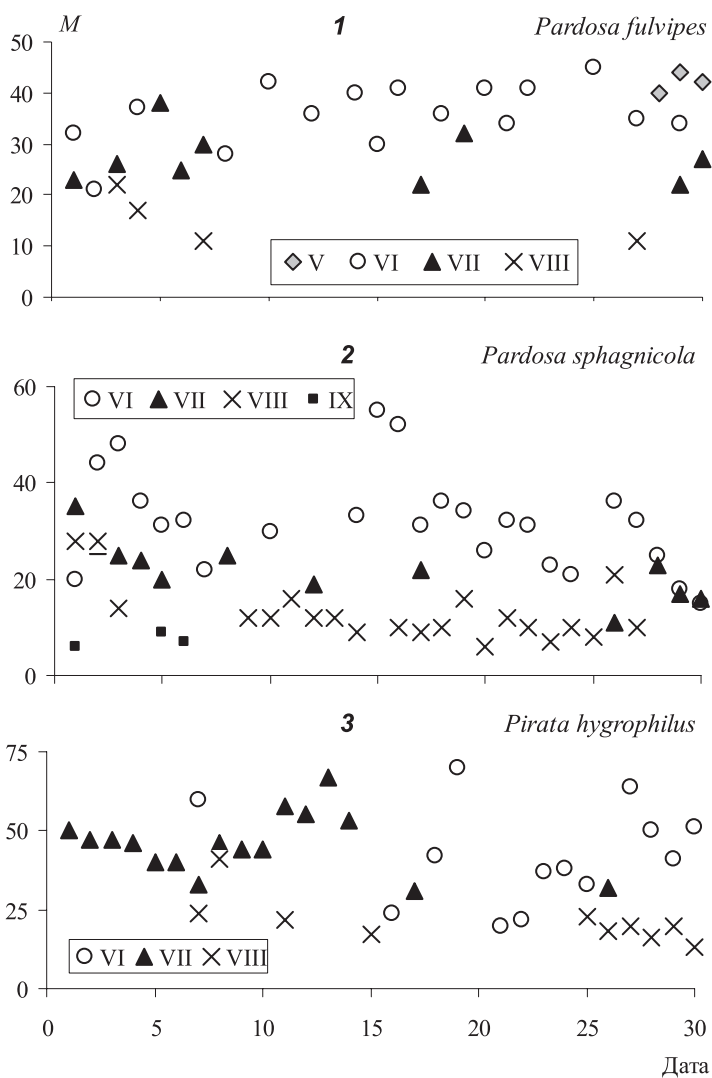 M 1 Pardosa fulvipes
50
40
30
20
10
0
V VI VII VIII
2 Pardosa sphagnicola
60
VI VII VIII IX
40
20
0
3 Pirata hygrophilus
75
50
25
VI VII VIII
0
0 5 10 15 20 25 30
Дата